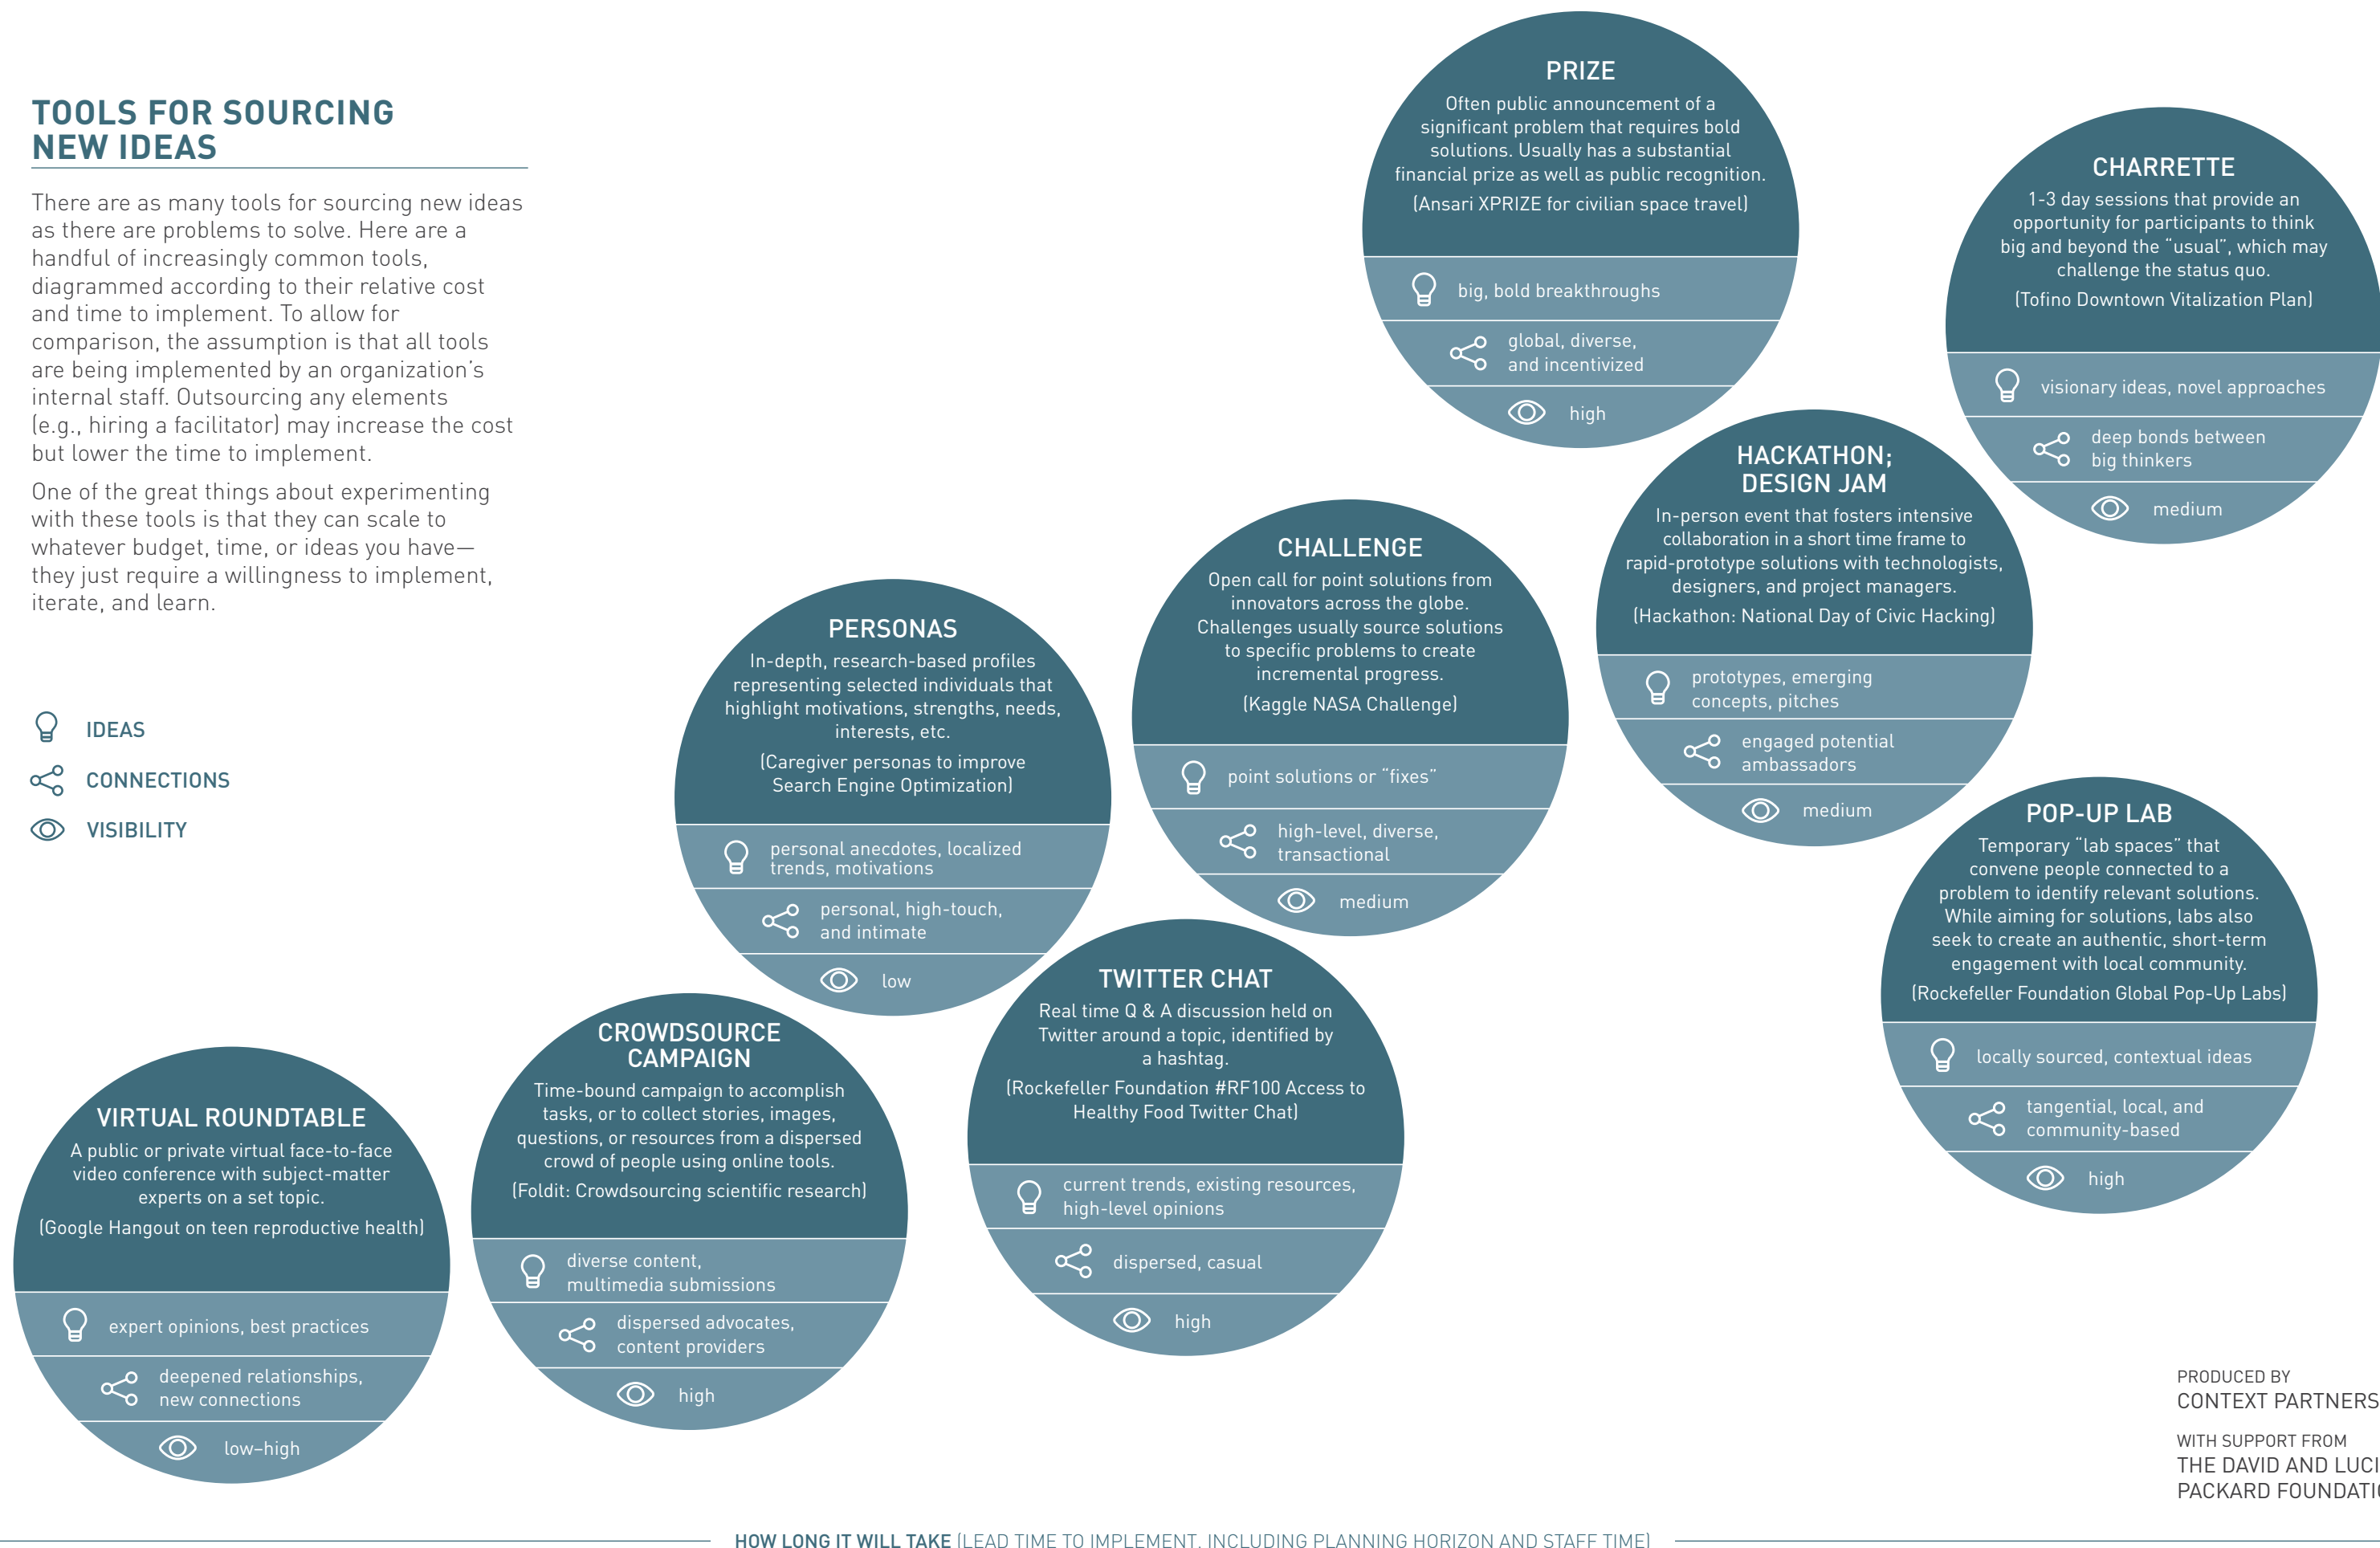 TOOLS FOR SOURCING
NEW IDEAS
There are as many tools for sourcing new ideas
as there are problems to solve. Here are a
handful of increasingly common tools,
diagrammed according to their relative cost
and time to implement. To allow for
comparison, the assumption is that all tools
are being implemented by an organization's
internal staff. Outsourcing any elements
(e.g., hiring a facilitator) may increase the cost
but lower the time to implement.
One of the great things about experimenting
with these tools is that they can scale to
whatever budget, time, or ideas you have—
they just require a willingness to implement,
iterate, and learn.
IDEAS
CONNECTIONS
VISIBILITY
PRIZE
Often public announcement of a
significant problem that requires bold
solutions. Usually has a substantial
financial prize as well as public recognition.
(Ansari XPRIZE for civilian space travel)
big, bold breakthroughs
global, diverse,
and incentivized
high
CHARRETTE
1-3 day sessions that provide an
opportunity for participants to think
big and beyond the "usual", which may
challenge the status quo.
(Tofino Downtown Vitalization Plan)
visionary ideas, novel approaches
deep bonds between
big thinkers
medium
HACKATHON;
DESIGN JAM
In-person event that fosters intensive
collaboration in a short time frame to
rapid-prototype solutions with technologists,
designers, and project managers.
(Hackathon: National Day of Civic Hacking)
prototypes, emerging
concepts, pitches
engaged potential
ambassadors
medium
CHALLENGE
Open call for point solutions from
innovators across the globe.
Challenges usually source solutions
to specific problems to create
incremental progress.
(Kaggle NASA Challenge)
point solutions or "fixes"
high-level, diverse,
transactional
medium
PERSONAS
In-depth, research-based profiles
representing selected individuals that
highlight motivations, strengths, needs,
interests, etc.
(Caregiver personas to improve
Search Engine Optimization)
personal anecdotes, localized
trends, motivations
personal, high-touch,
and intimate
low
POP-UP LAB
Temporary "lab spaces" that
convene people connected to a
problem to identify relevant solutions.
While aiming for solutions, labs also
seek to create an authentic, short-term
engagement with local community.
(Rockefeller Foundation Global Pop-Up Labs)
locally sourced, contextual ideas
tangential, local, and
community-based
high
TWITTER CHAT
Real time Q & A discussion held on
Twitter around a topic, identified by
a hashtag.
(Rockefeller Foundation #RF100 Access to
Healthy Food Twitter Chat)
current trends, existing resources,
high-level opinions
dispersed, casual
high
CROWDSOURCE
CAMPAIGN
Time-bound campaign to accomplish
tasks, or to collect stories, images,
questions, or resources from a dispersed
crowd of people using online tools.
(Foldit: Crowdsourcing scientific research)
diverse content,
multimedia submissions
dispersed advocates,
content providers
high
VIRTUAL ROUNDTABLE
A public or private virtual face-to-face
video conference with subject-matter
experts on a set topic.
(Google Hangout on teen reproductive health)
expert opinions, best practices
deepened relationships,
new connections
low–high
PRODUCED BY
CONTEXT PARTNERS
WITH SUPPORT FROM
THE DAVID AND LUCI
PACKARD FOUNDATI
HOW LONG IT WILL TAKE (LEAD TIME TO IMPLEMENT, INCLUDING PLANNING HORIZON AND STAFF TIME)